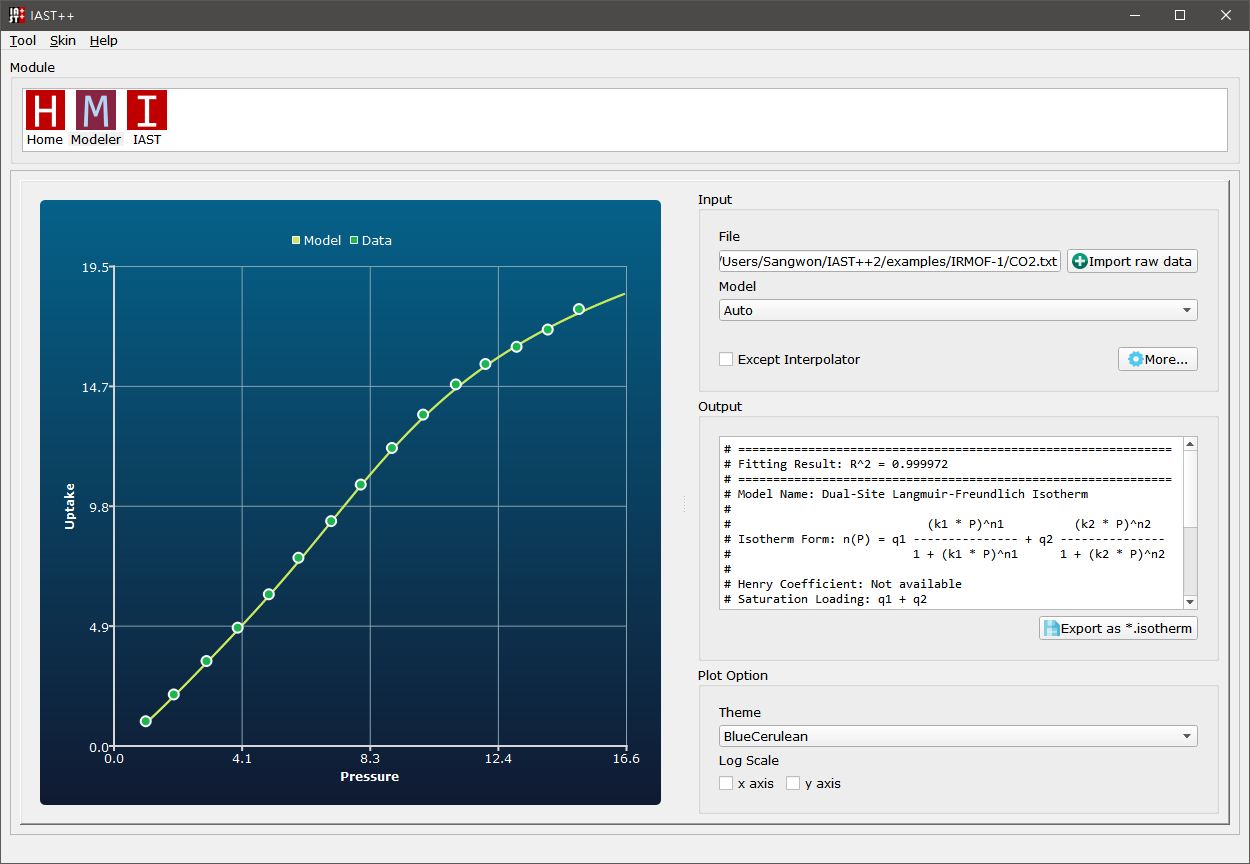 IAST++
Tool Skin Help
Module
H M I
Home Modeler IAST
Model Data
19.5
14.7
9.8
4.9
0.0
Uptake
0.0 4.1 8.3 12.4 16.6
Pressure
Input
File
/Users/Sangwon/IAST++2/examples/IRMOF-1/CO2.txt Import raw data
Model
Auto
Except Interpolator More...
Output
# ==============================================================
# Fitting Result: R^2 = 0.999972
# ==============================================================
# Model Name: Dual-Site Langmuir-Freundlich Isotherm
#
#                            (k1 * P)^n1          (k2 * P)^n2
# Isotherm Form: n(P) = q1 --------------- + q2 ---------------
#                          1 + (k1 * P)^n1      1 + (k2 * P)^n2
#
# Henry Coefficient: Not available
# Saturation Loading: q1 + q2
Export as *.isotherm
Plot Option
Theme
BlueCerulean
Log Scale
x axis y axis